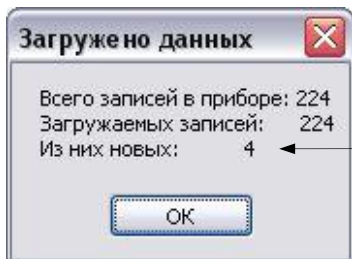 Загружено данных
Всего записей в приборе: 224
Загружаемых записей: 224
Из них новых: 4
OK